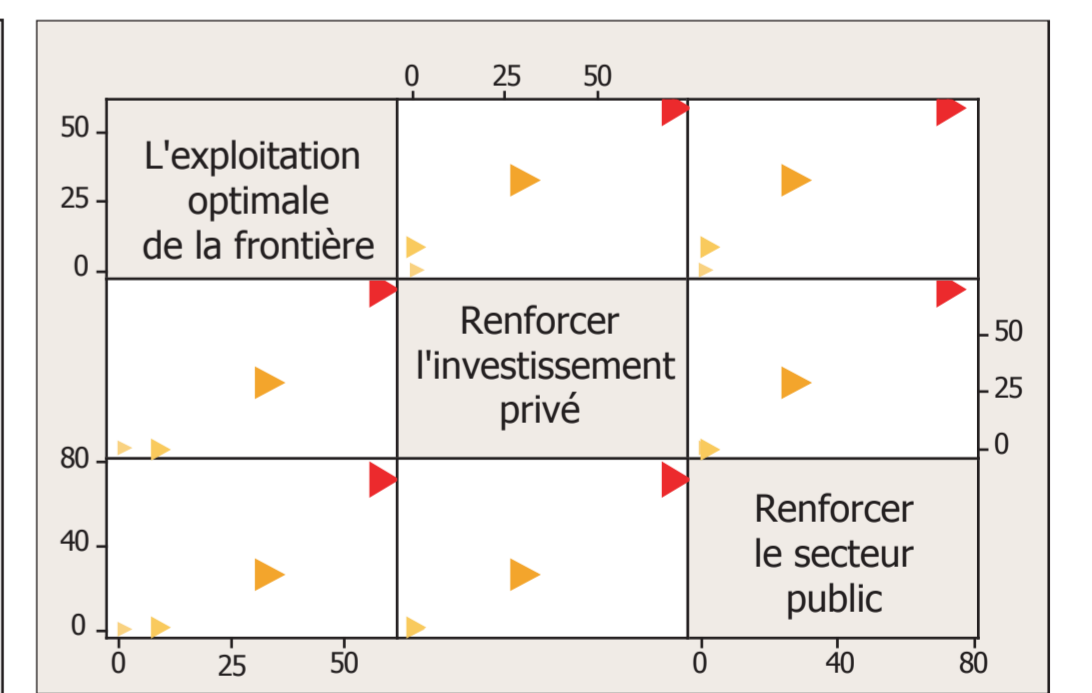 0 25 50
50
25
0
L'exploitation
optimale
de la frontière
Renforcer
l'investissement
privé
50
25
0
80
40
0
Renforcer
le secteur
public
0 25 50 0 40 80